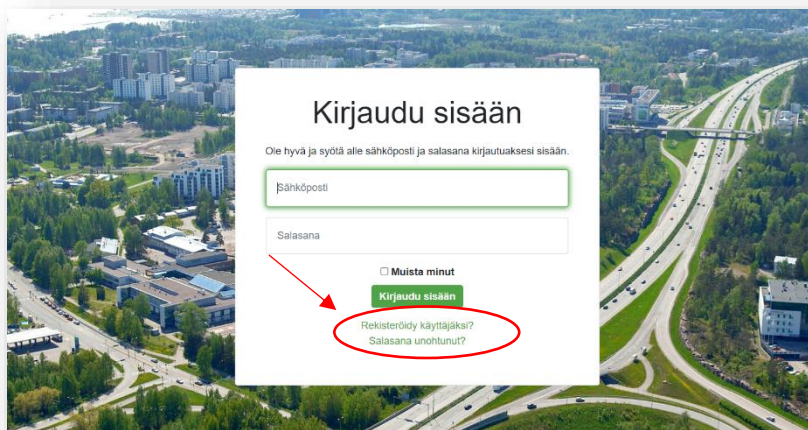 Kirjaudu sisään
Ole hyvä ja syötä alle sähköposti ja salasana kirjautuaksesi sisään.
Sähköposti
Salasana
Muista minut
Kirjaudu sisään
Rekisteröidy käyttäjäksi?
Salasana unohtunut?